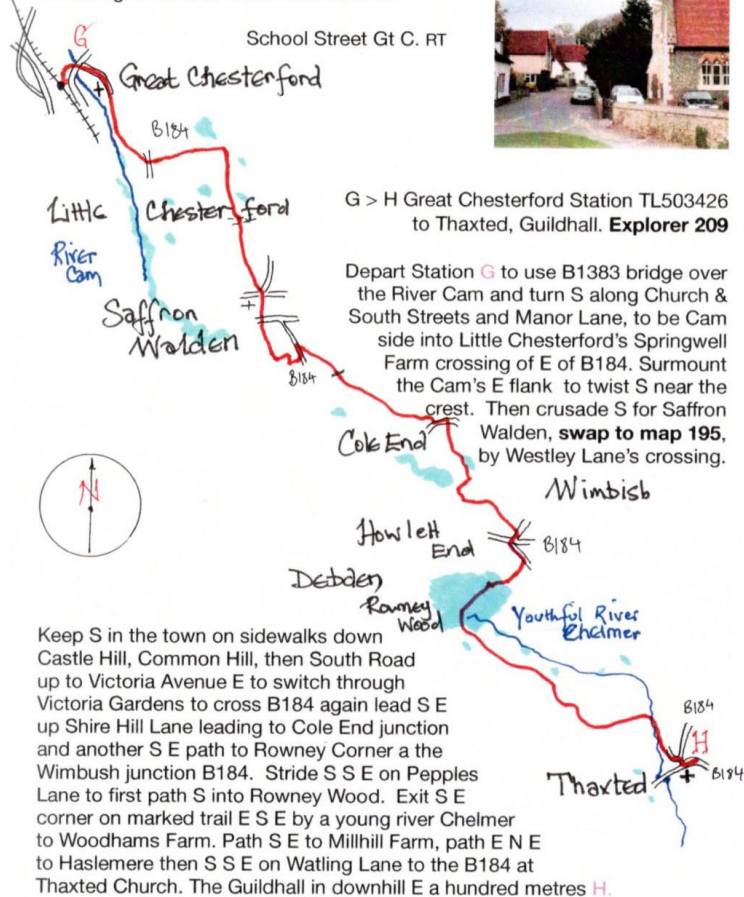 School Street Gt C. RT
G
Great Chesterford
B184
G > H Great Chesterford Station TL503426
to Thaxted, Guildhall. Explorer 209
Little Chesterford
River
Cam
Depart Station G to use B1383 bridge over
the River Cam and turn S along Church &
South Streets and Manor Lane, to be Cam
side into Little Chesterford's Springwell
Farm crossing of E of B184. Surmount
the Cam's E flank to twist S near the
crest. Then crusade S for Saffron
Walden, swap to map 195,
by Westley Lane's crossing.
Saffron
Walden
B184
Cole End
N
Wimbish
Howlett
End
B184
Debden
Rowney
Wood
Youthful River
Chelmer
Keep S in the town on sidewalks down
Castle Hill, Common Hill, then South Road
up to Victoria Avenue E to switch through
Victoria Gardens to cross B184 again lead S E
up Shire Hill Lane leading to Cole End junction
and another S E path to Rowney Corner a the
Wimbush junction B184. Stride S S E on Pepples
Lane to first path S into Rowney Wood. Exit S E
corner on marked trail E S E by a young river Chelmer
to Woodhams Farm. Path S E to Millhill Farm, path E N E
to Haslemere then S S E on Watling Lane to the B184 at
Thaxted Church. The Guildhall in downhill E a hundred metres H.
B184
H
B184
Thaxted